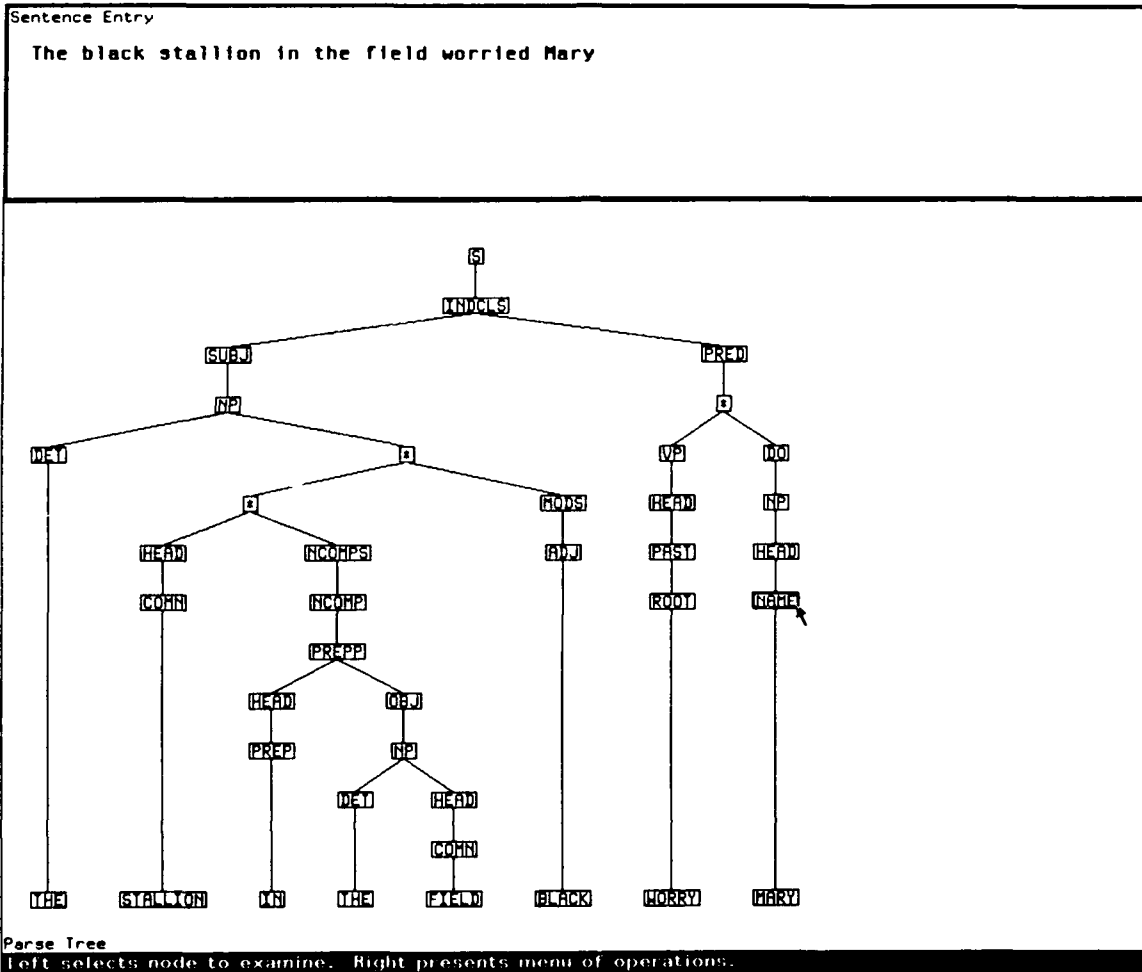 Sentence Entry
The black stallion in the field worried Mary
S
INDCLS
SUBJ PRED
NP *
DET * VP DO
* MODS HEAD NP
HEAD NCOMPS ADJ PAST HEAD
COMN NCOMP ROOT NAME
PREPP
HEAD OBJ
PREP NP
DET HEAD
COMN
THE STALLION IN THE FIELD BLACK WORRY MARY
Parse Tree
Left selects node to examine. Right presents menu of operations.